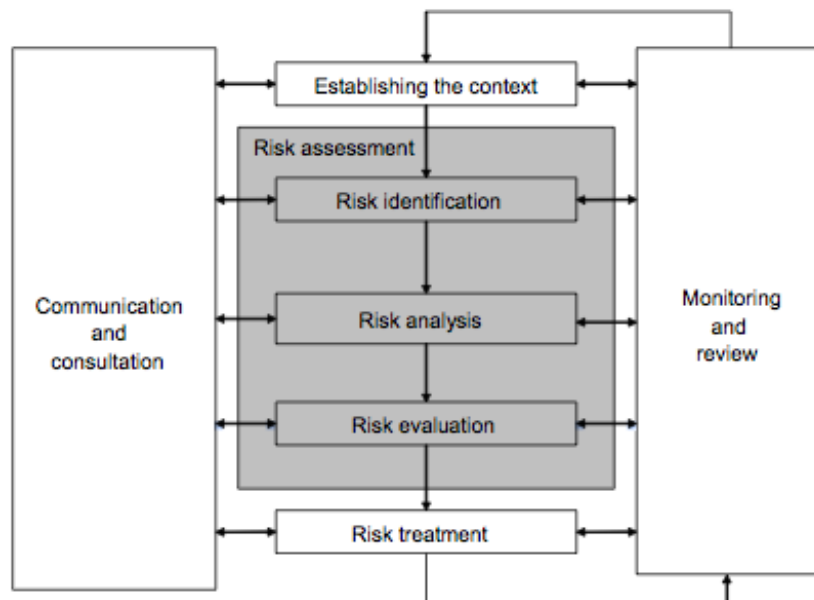 Establishing the context
Risk assessment
Risk identification
Communication
and
consultation
Risk analysis
Monitoring
and
review
Risk evaluation
Risk treatment